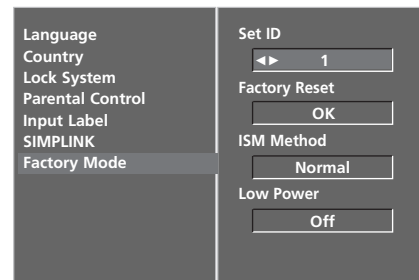 Language
Country
Lock System
Parental Control
Input Label
SIMPLINK
Factory Mode
Set ID
◄► 1
Factory Reset
OK
ISM Method
Normal
Low Power
Off